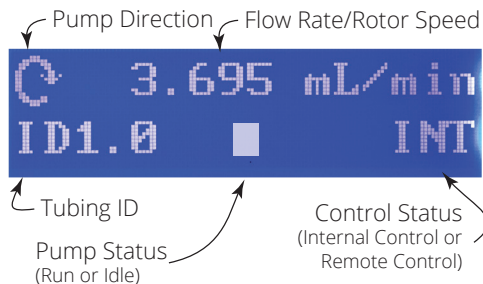 Pump Direction
Flow Rate/Rotor Speed
3.695 mL/min
ID1.0 INT
Tubing ID
Pump Status
(Run or Idle)
Control Status
(Internal Control or
Remote Control)